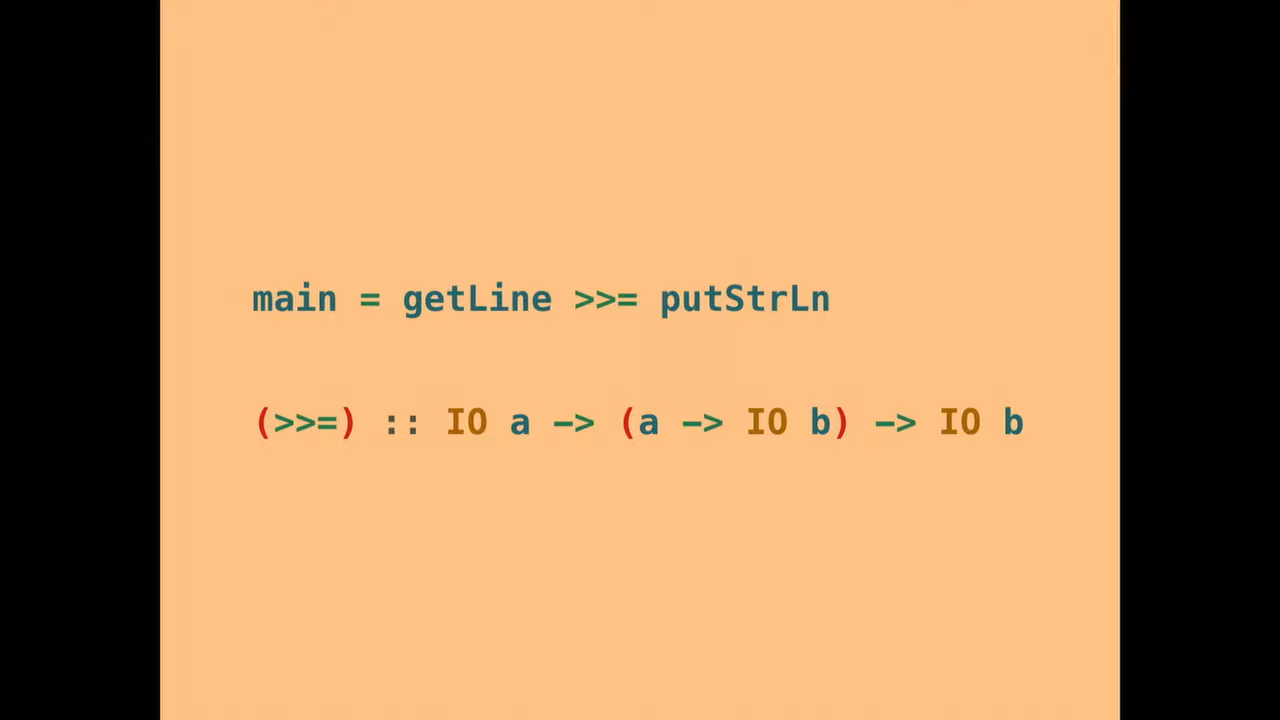 main = getLine >>= putStrLn
(>>=) :: IO a -> (a -> IO b) -> IO b